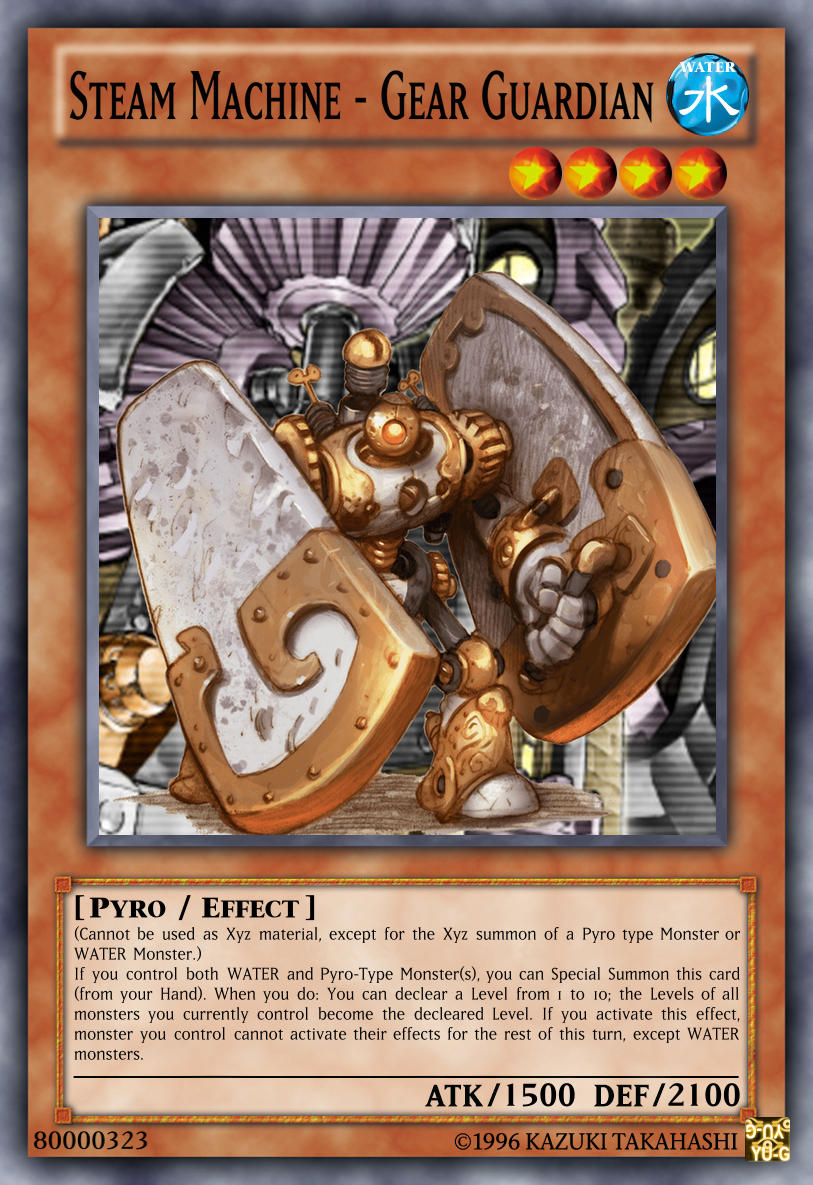 Steam Machine - Gear Guardian
WATER
水
[ Pyro / Effect ]
(Cannot be used as Xyz material, except for the Xyz summon of a Pyro type Monster or
WATER Monster.)
If you control both WATER and Pyro-Type Monster(s), you can Special Summon this card
(from your Hand). When you do: You can declear a Level from 1 to 10; the Levels of all
monsters you currently control become the decleared Level. If you activate this effect,
monster you control cannot activate their effects for the rest of this turn, except WATER
monsters.
ATK/1500 DEF/2100
80000323
©1996 KAZUKI TAKAHASHI